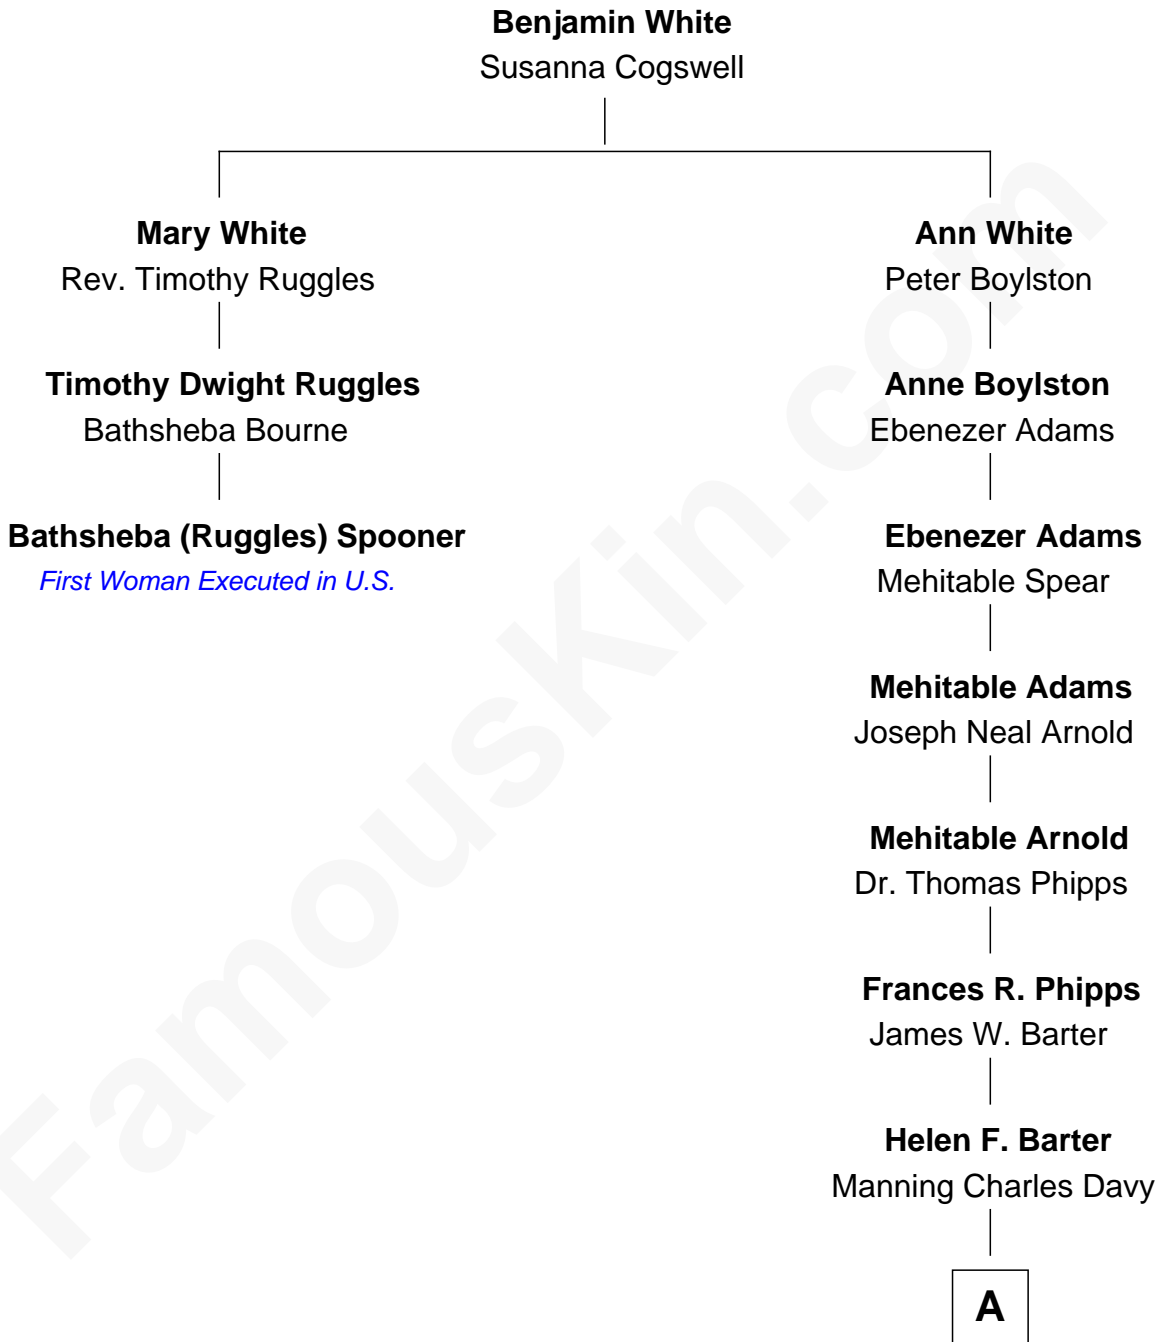 Benjamin White
Susanna Cogswell
Mary White
Rev. Timothy Ruggles
Timothy Dwight Ruggles
Bathsheba Bourne
Bathsheba (Ruggles) Spooner
First Woman Executed in U.S.
Ann White
Peter Boylston
Anne Boylston
Ebenezer Adams
Ebenezer Adams
Mehitable Spear
Mehitable Adams
Joseph Neal Arnold
Mehitable Arnold
Dr. Thomas Phipps
Frances R. Phipps
James W. Barter
Helen F. Barter
Manning Charles Davy
A
FamousKin.com